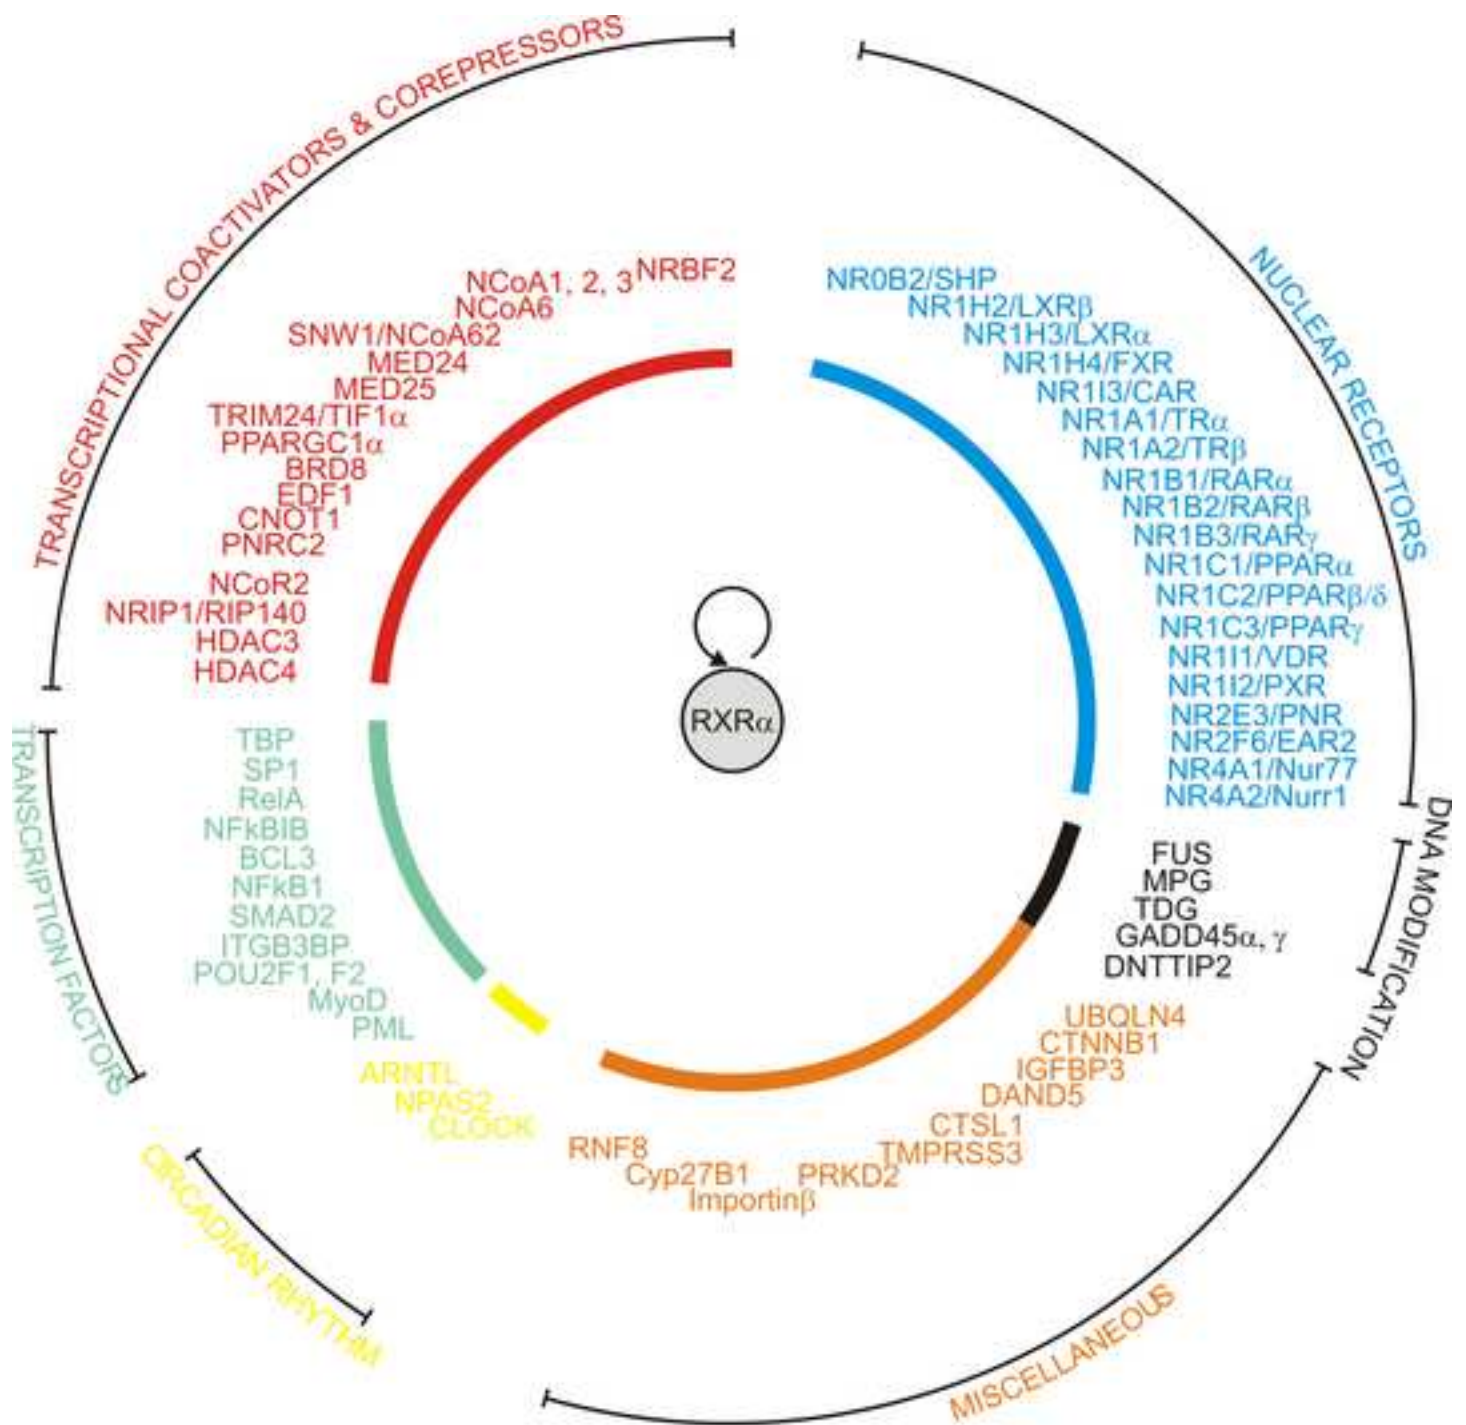 TRANSCRIPTIONAL COACTIVATORS & COREPRESSORS
NRBF2
NCoA1, 2, 3
NCoA6
SNW1/NCoA62
MED24
MED25
TRIM24/TIF1α
PPARGC1α
BRD8
EDF1
CNOT1
PNRC2
NCoR2
NRIP1/RIP140
HDAC3
HDAC4
NUCLEAR RECEPTORS
NR0B2/SHP
NR1H2/LXRβ
NR1H3/LXRα
NR1H4/FXR
NR1I3/CAR
NR1A1/TRα
NR1A2/TRβ
NR1B1/RARα
NR1B2/RARβ
NR1B3/RARγ
NR1C1/PPARα
NR1C2/PPARβ/δ
NR1C3/PPARγ
NR1I1/VDR
NR1I2/PXR
NR2E3/PNR
NR2F6/EAR2
NR4A1/Nur77
NR4A2/Nurr1
RXRα
DNA MODIFICATION
FUS
MPG
TDG
GADD45α, γ
DNTTIP2
TRANSCRIPTION FACTORS
TBP
SP1
RelA
NFkBIB
BCL3
NFkB1
SMAD2
ITGB3BP
POU2F1, F2
MyoD
PML
CIRCADIAN RHYTHM
ARNTL
NPAS2
CLOCK
MISCELLANEOUS
UBQLN4
CTNNB1
IGFBP3
DAND5
CTSL1
TMPRSS3
PRKD2
Importinβ
Cyp27B1
RNF8